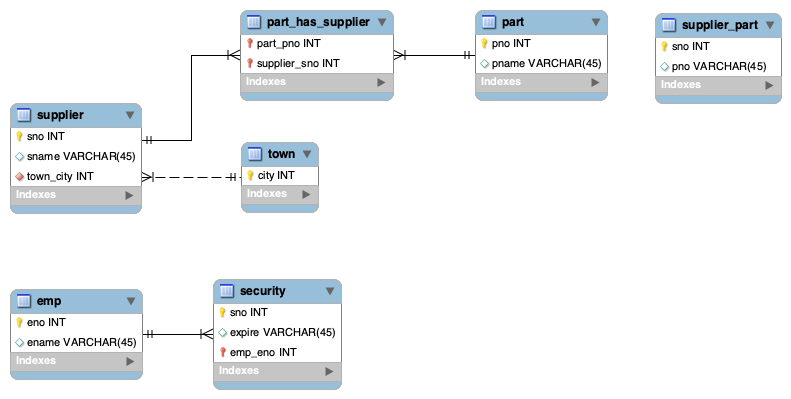 part_has_supplier
part_pno INT
supplier_sno INT
Indexes
part
pno INT
pname VARCHAR(45)
Indexes
supplier_part
sno INT
pno VARCHAR(45)
Indexes
supplier
sno INT
sname VARCHAR(45)
town_city INT
Indexes
town
city INT
Indexes
emp
eno INT
ename VARCHAR(45)
Indexes
security
sno INT
expire VARCHAR(45)
emp_eno INT
Indexes